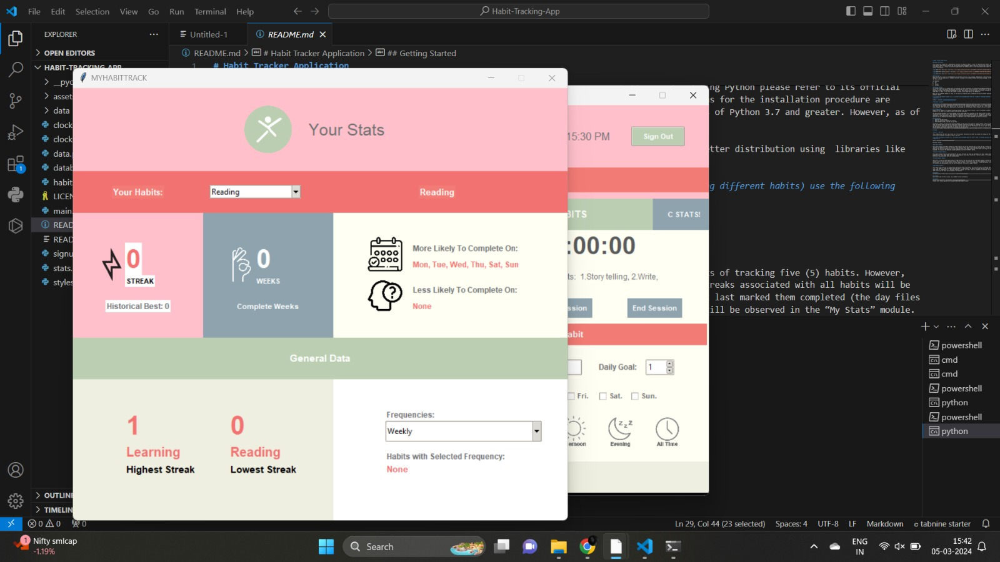 File Edit Selection View Go Run Terminal Help
Habit-Tracking-App
EXPLORER
Untitled-1
README.md
OPEN EDITORS
README.md > # Habit Tracker Application > ## Getting Started
HABIT-TRACKING-APP
1 # Habit Tracker Application
MYHABITTRACK
__pyc
assets
data
clock
clock
data.
datab
habit
LICEN
main.
READ
READ
signu
stats.
styles
OUTLINE
TIMELIN
Your Stats
Your Habits:
Reading
Reading
0
STREAK
Historical Best: 0
0
WEEKS
Complete Weeks
More Likely To Complete On:
Mon, Tue, Wed, Thu, Sat, Sun
Less Likely To Complete On:
None
General Data
1
Learning
Highest Streak
0
Reading
Lowest Streak
Frequencies:
Weekly
Habits with Selected Frequency:
None
15:30 PM
Sign Out
BITS
C STATS!
:00:00
ts: 1.Story telling, 2.Write,
ssion
End Session
abit
Daily Goal:
1
Fri.
Sat.
Sun.
ernoon
Evening
All Time
ng Python please refer to its official
s for the installation procedure are
of Python 3.7 and greater. However, as of
tter distribution using libraries like
g different habits) use the following
s of tracking five (5) habits. However,
reaks associated with all habits will be
last marked them completed (the day files
ill be observed in the “My Stats” module.
powershell
cmd
cmd
powershell
python
powershell
python
0 0 0
Ln 29, Col 44 (23 selected)
Spaces: 4
UTF-8
LF
Markdown
tabnine starter
1
Nifty smlcap
-1.19%
Search
ENG
IN
15:42
05-03-2024